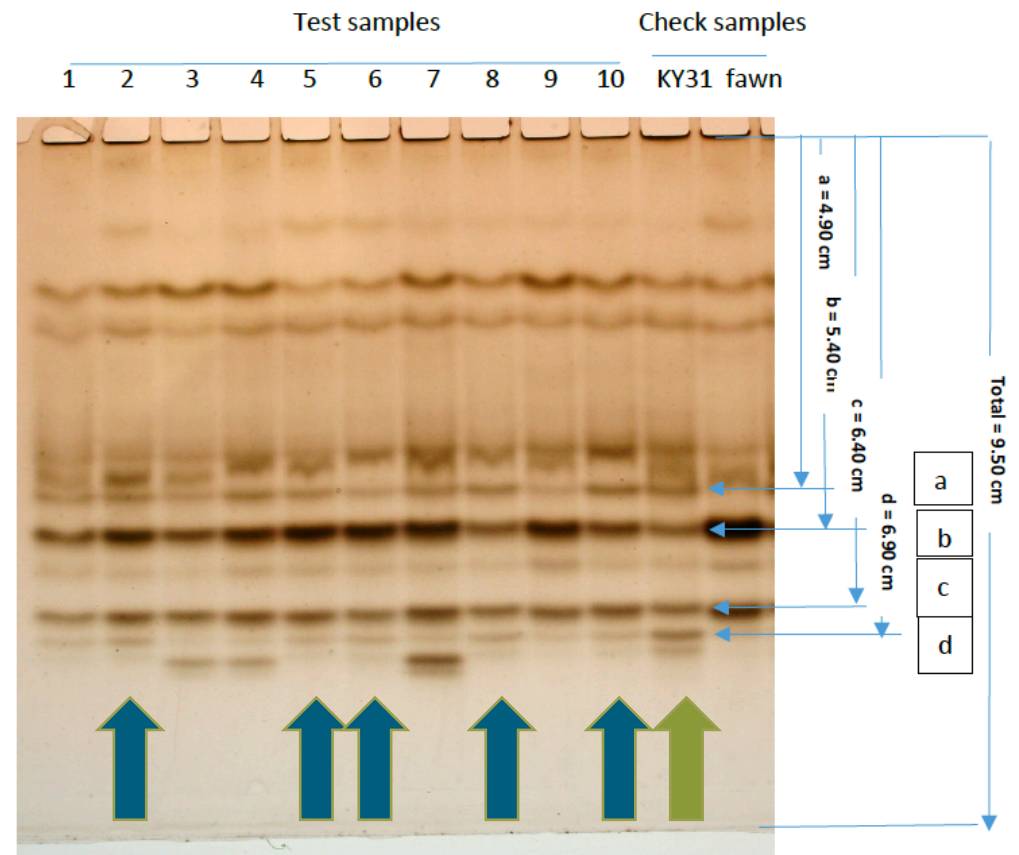 Test samples
Check samples
1 2 3 4 5 6 7 8 9 10 KY31 fawn
a = 4.90 cm
b = 5.40 cm
c = 6.40 cm
d = 6.90 cm
Total = 9.50 cm
a
b
c
d